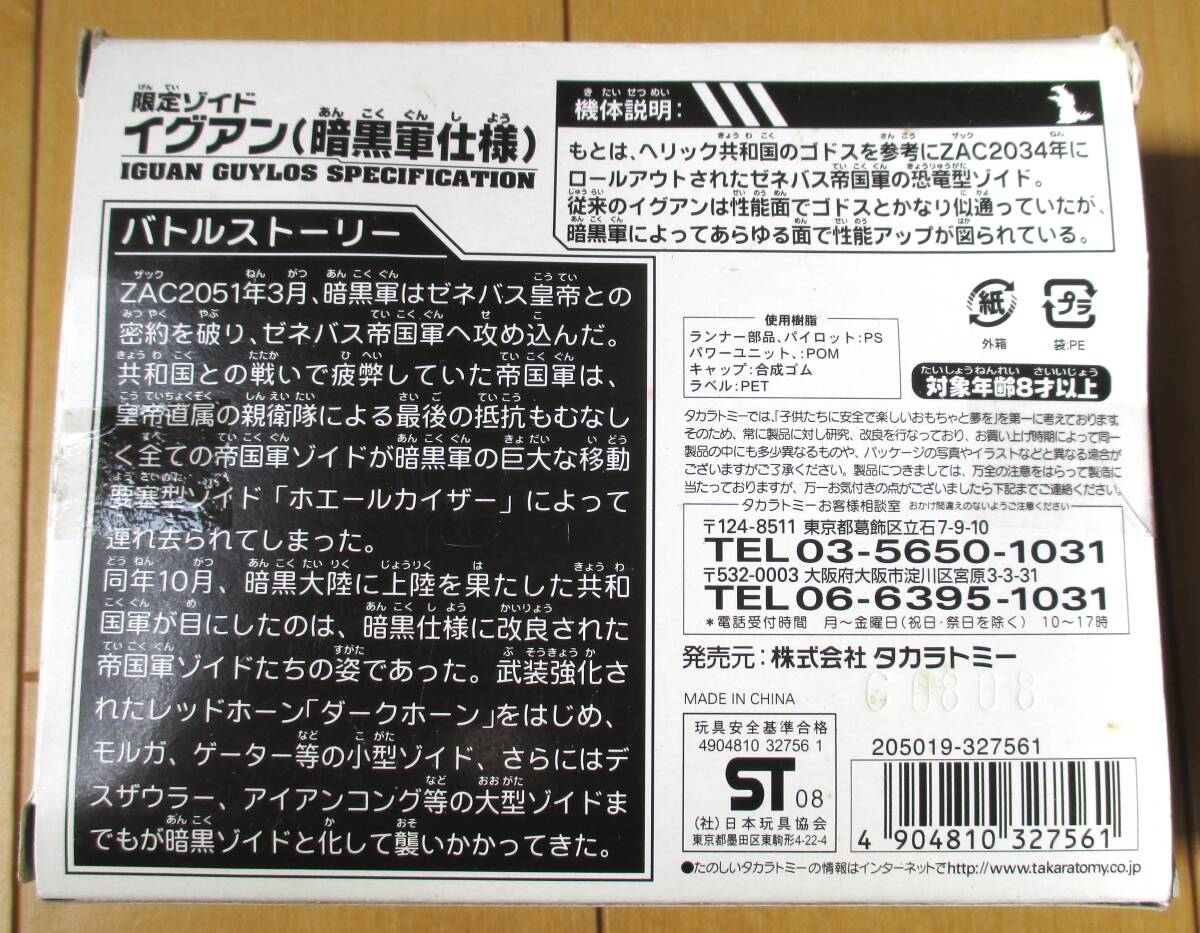 限定ゾイド
イグアン(暗黒軍仕様)
IGUAN GUYLOS SPECIFICATION
機体説明:
もとは、ヘリック共和国のゴドスを参考にZAC2034年に
ロールアウトされたゼネバス帝国軍の恐竜型ゾイド。
従来のイグアンは性能面でゴドスとかなり似通っていたが、
暗黒軍によってあらゆる面で性能アップが図られている。
バトルストーリー
ZAC2051年3月、暗黒軍はゼネバス皇帝との
密約を破り、ゼネバス帝国軍へ攻め込んだ。
共和国との戦いで疲弊していた帝国軍は、
皇帝直属の親衛隊による最後の抵抗もむなし
く全ての帝国軍ゾイドが暗黒軍の巨大な移動
要塞型ゾイド「ホエールカイザー」によって
連れ去られてしまった。
同年10月、暗黒大陸に上陸を果たした共和
国軍が目にしたのは、暗黒仕様に改良された
帝国軍ゾイドたちの姿であった。武装強化さ
れたレッドホーン「ダークホーン」をはじめ、
モルガ、ゲーター等の小型ゾイド、さらにはデ
スザウラー、アイアンコング等の大型ゾイドま
でもが暗黒ゾイドと化して襲いかかってきた。
使用樹脂
ランナー部品、パイロット:PS
パワーユニット、:POM
キャップ:合成ゴム
ラベル:PET
紙
外箱
プラ
袋:PE
対象年齢8才以上
タカラトミーでは、「子供たちに安全で楽しいおもちゃと夢を」を第一に考えております。
そのため、常に製品に対し研究、改良を行なっており、お買い上げ時期によって同一
製品の中にも多少異なるものや、パッケージの写真やイラストなどと異なる場合が
ございますがご了承ください。製品につきましては、万全の注意をはらって製造に
当たっておりますが、万一お気付きの点がございましたら下記までご連絡ください。
タカラトミーお客様相談室 おかけ間違えのないようご注意ください
〒124-8511 東京都葛飾区立石7-9-10
TEL 03-5650-1031
〒532-0003 大阪府大阪市淀川区宮原3-3-31
TEL 06-6395-1031
*電話受付時間 月〜金曜日(祝日・祭日を除く) 10〜17時
発売元:株式会社 タカラトミー
G0808
MADE IN CHINA
玩具安全基準合格
4904810 32756 1
ST 08
(社)日本玩具協会
東京都墨田区東駒形4-22-4
205019-327561
4 904810 327561
●たのしいタカラトミーの情報はインターネットでhttp://www.takaratomy.co.jp